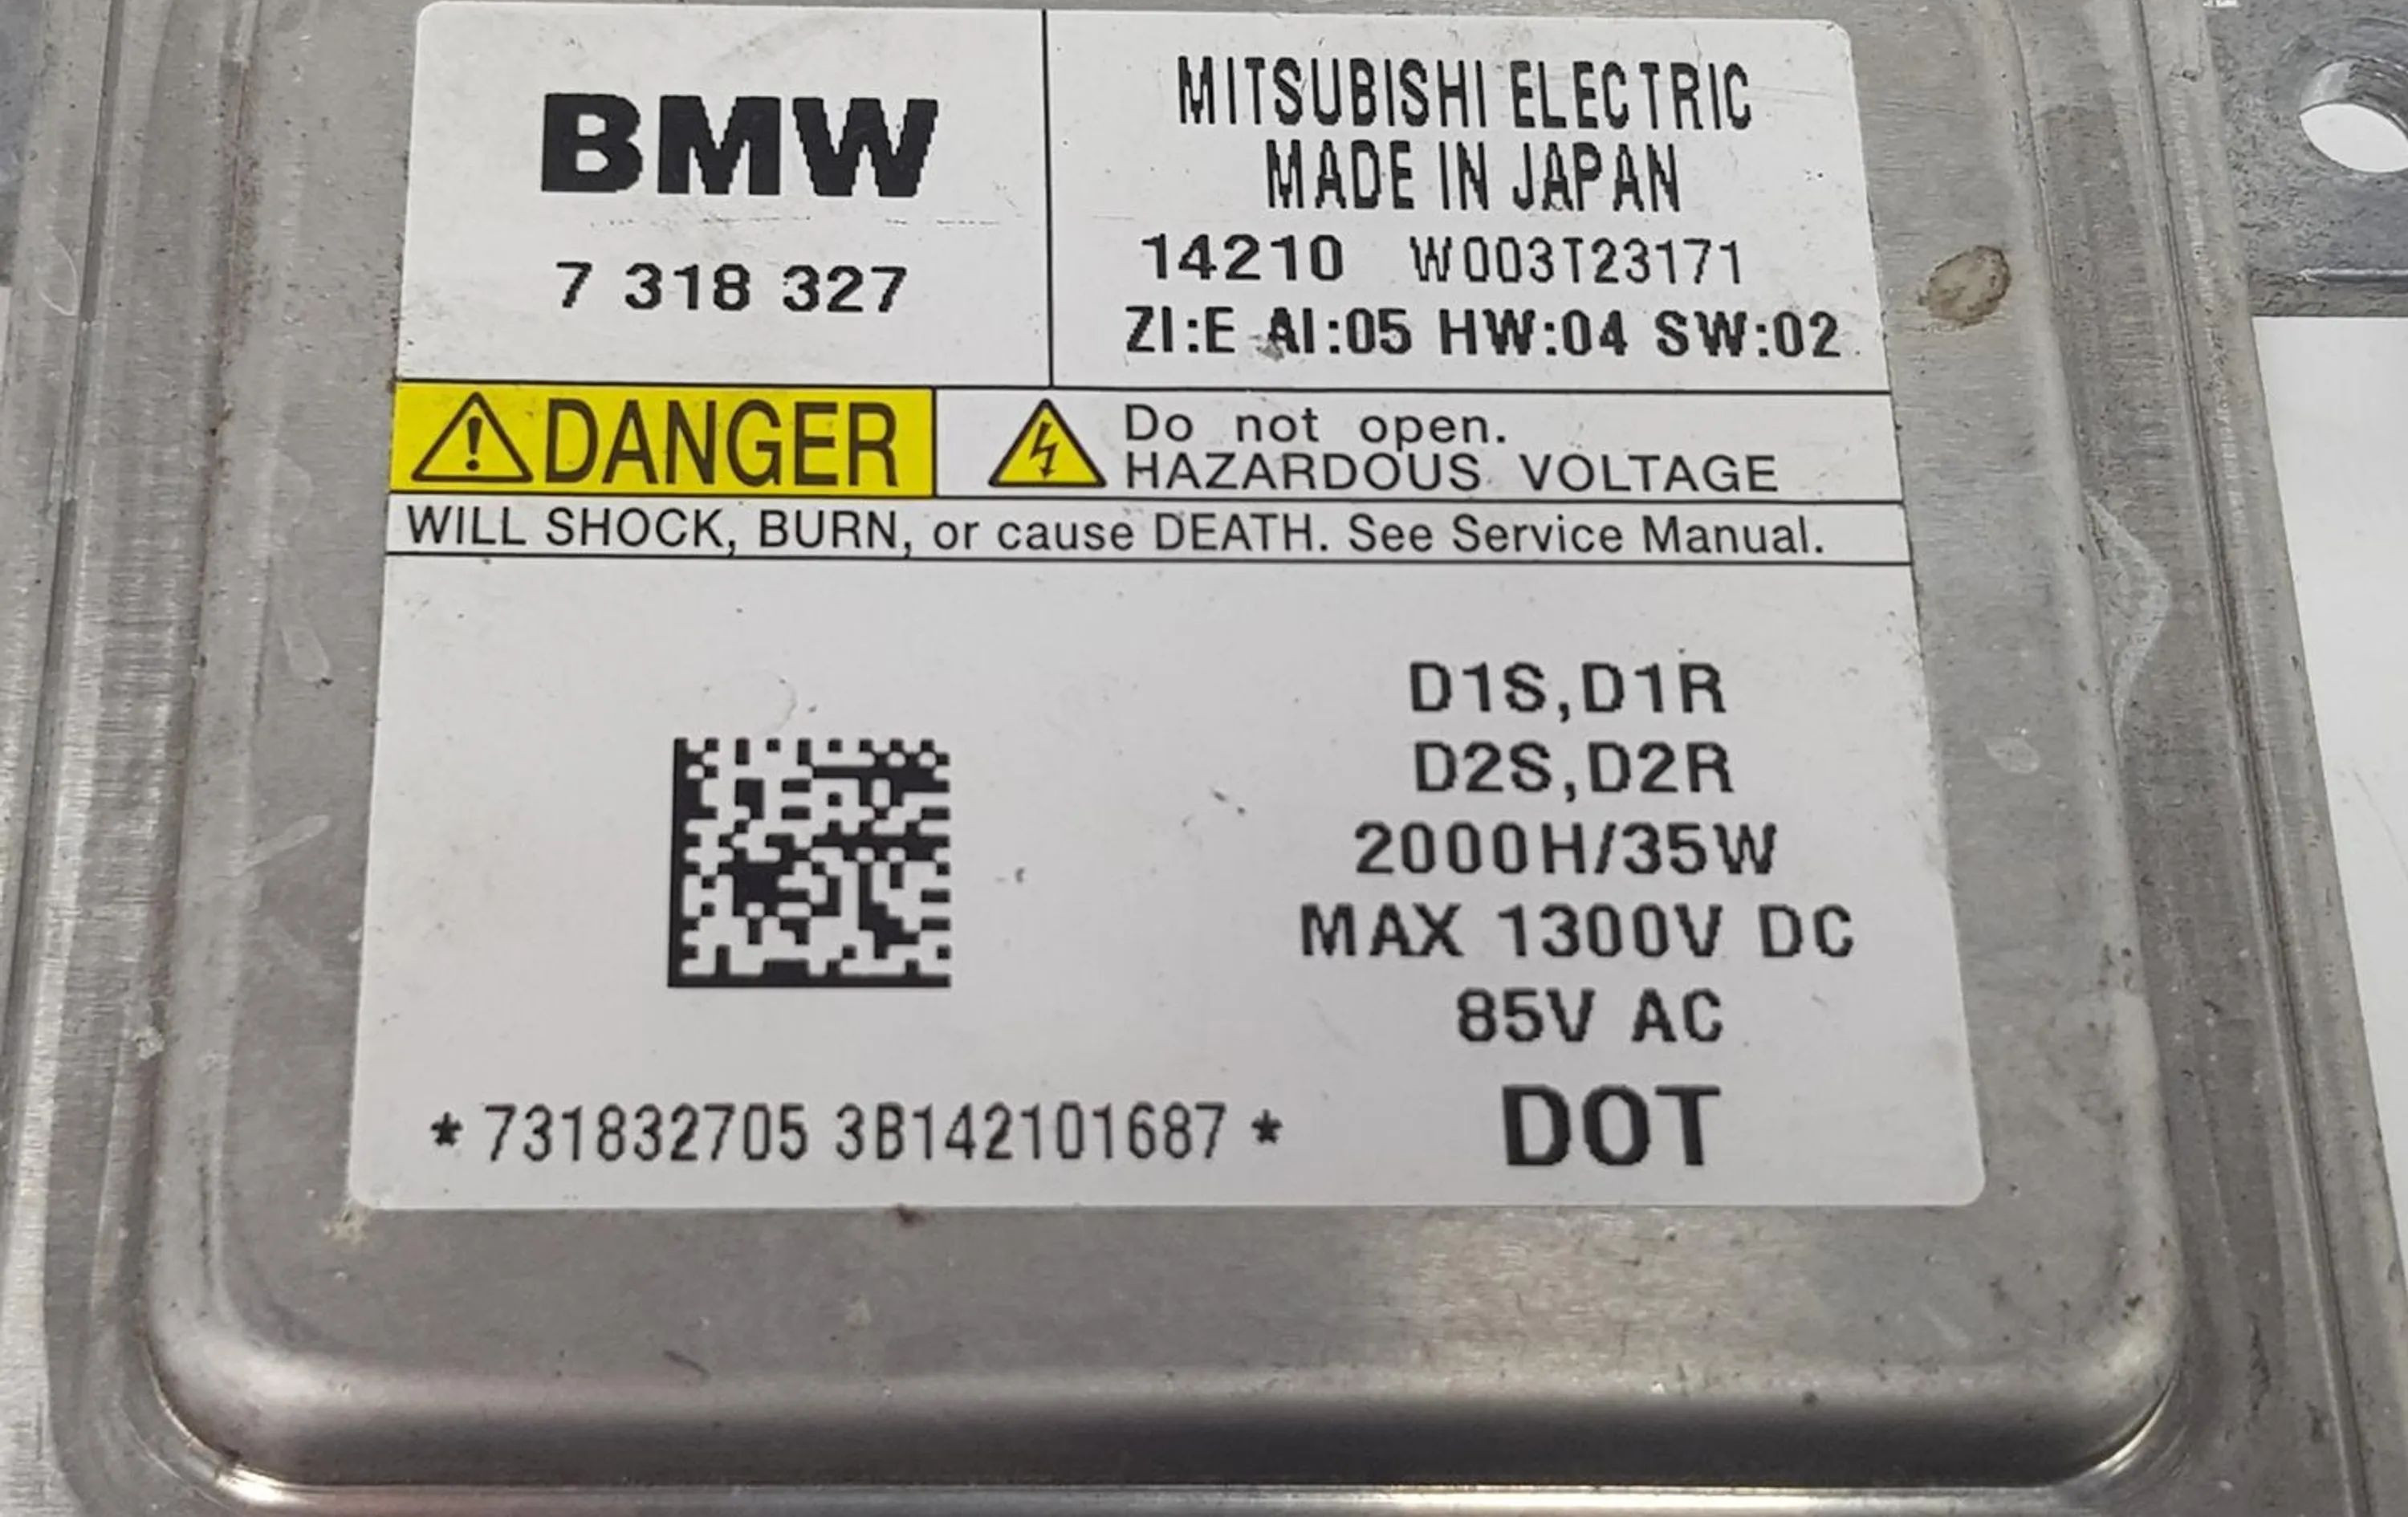 BMW
7 318 327
MITSUBISHI ELECTRIC
MADE IN JAPAN
14210 W003T23171
ZI:E AI:05 HW:04 SW:02
DANGER
Do not open.
HAZARDOUS VOLTAGE
WILL SHOCK, BURN, or cause DEATH. See Service Manual.
D1S,D1R
D2S,D2R
2000H/35W
MAX 1300V DC
85V AC
DOT
*731832705 3B142101687*